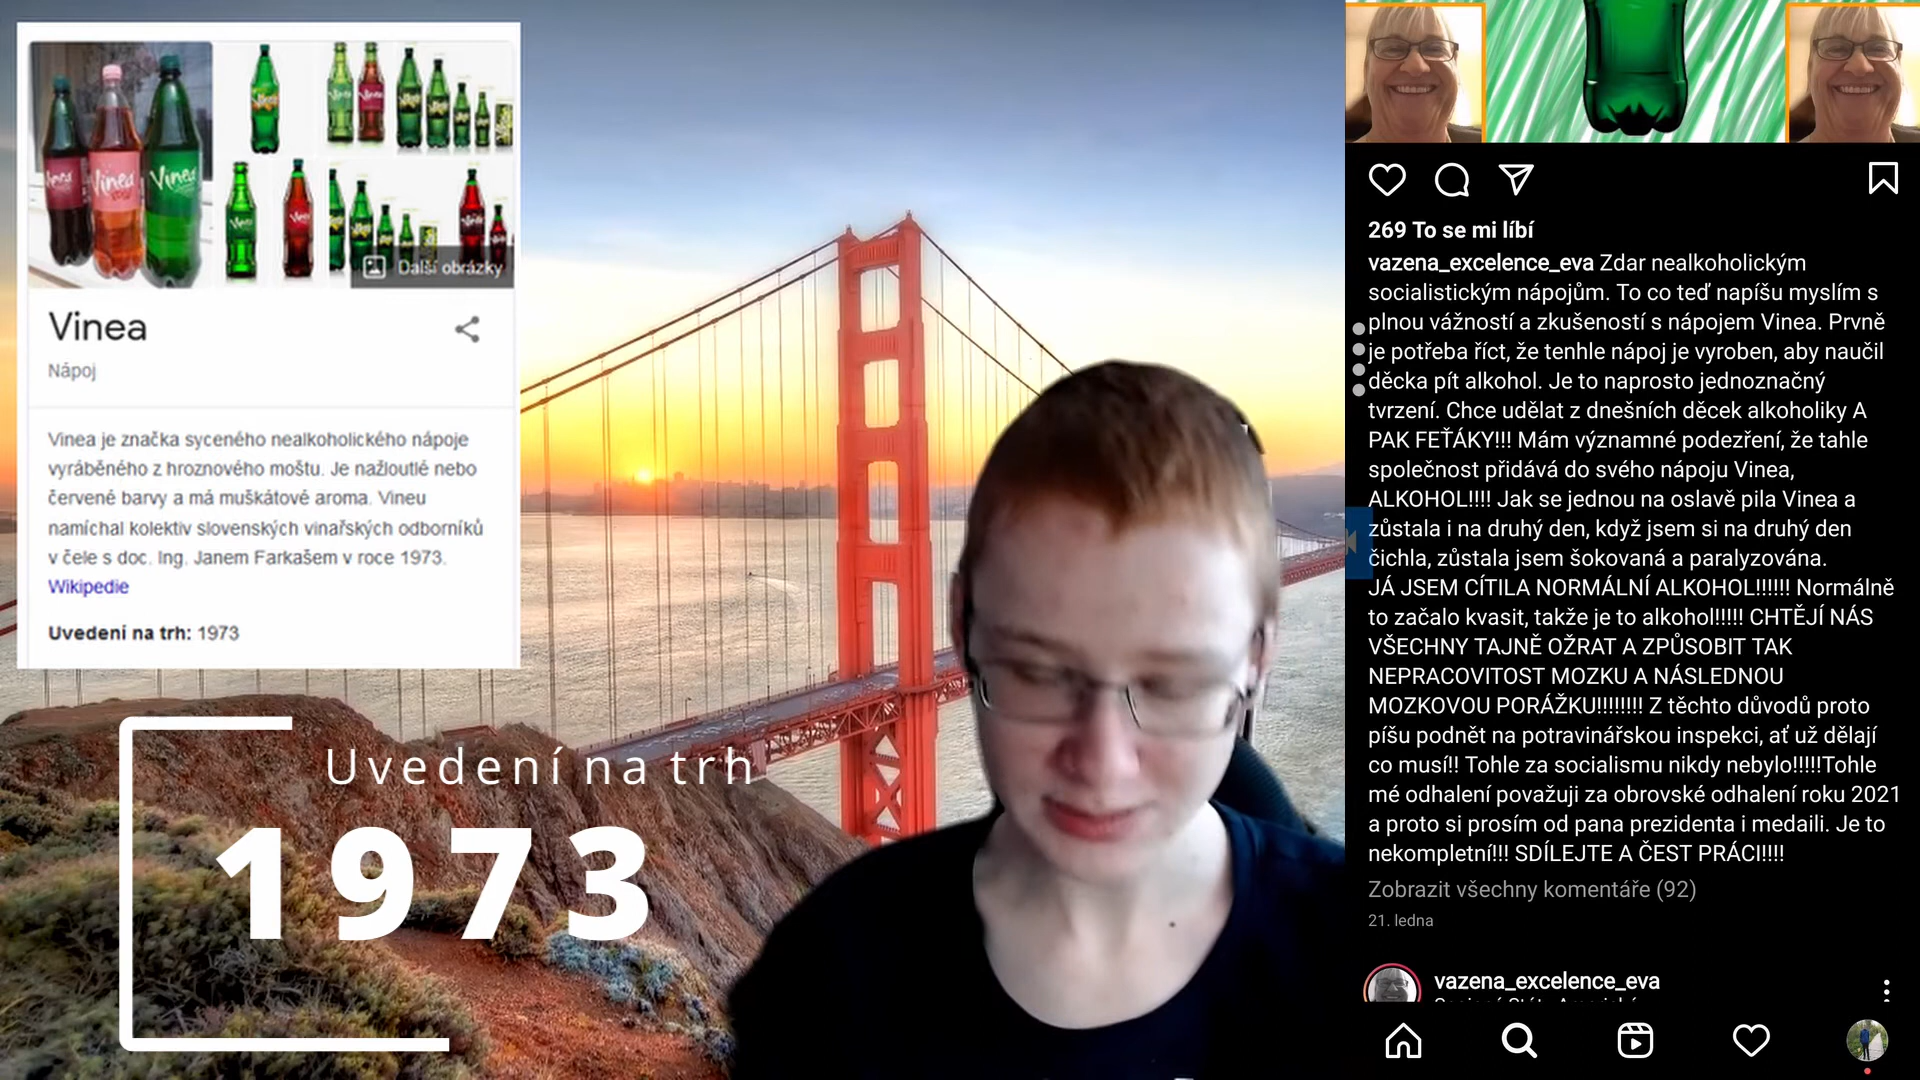 Vinea
Vinea
Vinea
Další obrázky
Vinea
Nápoj
Vinea je značka syceného nealkoholického nápoje
vyráběného z hroznového moštu. Je nažloutlé nebo
červené barvy a má muškátové aroma. Vineu
namíchal kolektiv slovenských vinařských odborníků
v čele s doc. Ing. Janem Farkašem v roce 1973.
Wikipedie
Uvedení na trh: 1973
Uvedení na trh
1973
269 To se mi líbí
vazena_excelence_eva Zdar nealkoholickým
socialistickým nápojům. To co teď napíšu myslím s
plnou vážností a zkušeností s nápojem Vinea. Prvně
je potřeba říct, že tenhle nápoj je vyroben, aby naučil
děcka pít alkohol. Je to naprosto jednoznačný
tvrzení. Chce udělat z dnešních děcek alkoholiky A
PAK FEŤÁKY!!! Mám významné podezření, že tahle
společnost přidává do svého nápoju Vinea,
ALKOHOL!!!! Jak se jednou na oslavě pila Vinea a
zůstala i na druhý den, když jsem si na druhý den
čichla, zůstala jsem šokovaná a paralyzována.
JÁ JSEM CÍTILA NORMÁLNÍ ALKOHOL!!!!!! Normálně
to začalo kvasit, takže je to alkohol!!!!! CHTĚJÍ NÁS
VŠECHNY TAJNĚ OŽRAT A ZPŮSOBIT TAK
NEPRACOVITOST MOZKU A NÁSLEDNOU
MOZKOVOU PORÁŽKU!!!!!!!! Z těchto důvodů proto
píšu podnět na potravinářskou inspekci, ať už dělají
co musí!! Tohle za socialismu nikdy nebylo!!!!!Tohle
mé odhalení považuji za obrovské odhalení roku 2021
a proto si prosím od pana prezidenta i medaili. Je to
nekompletní!!! SDÍLEJTE A ČEST PRÁCI!!!!
Zobrazit všechny komentáře (92)
21. ledna
vazena_excelence_eva